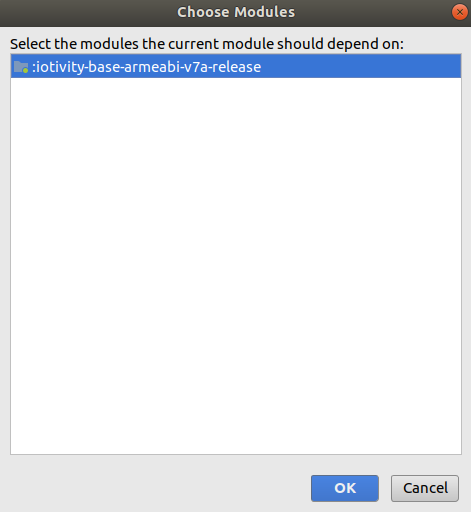 Choose Modules
Select the modules the current module should depend on:
:iotivity-base-armeabi-v7a-release
OK
Cancel